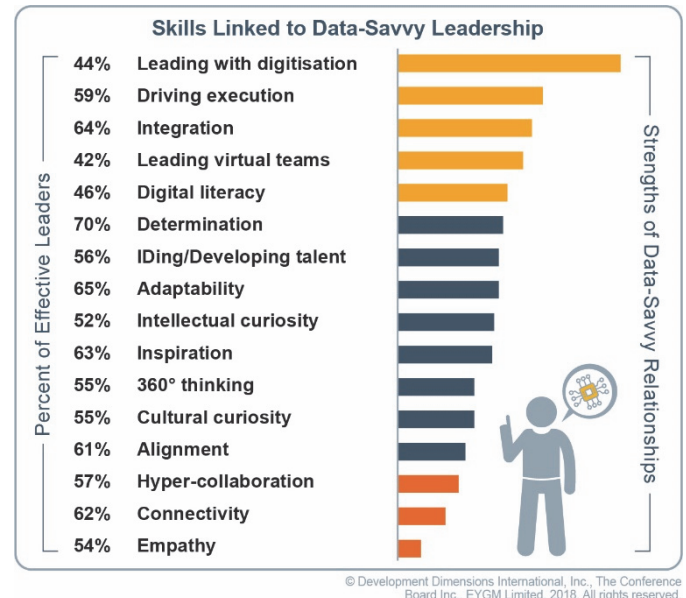 Skills Linked to Data-Savvy Leadership
Percent of Effective Leaders
44% Leading with digitisation
59% Driving execution
64% Integration
42% Leading virtual teams
46% Digital literacy
70% Determination
56% IDing/Developing talent
65% Adaptability
52% Intellectual curiosity
63% Inspiration
55% 360° thinking
55% Cultural curiosity
61% Alignment
57% Hyper-collaboration
62% Connectivity
54% Empathy
Strengths of Data-Savvy Relationships
© Development Dimensions International, Inc., The Conference
Board Inc., EYGM Limited, 2018. All rights reserved.